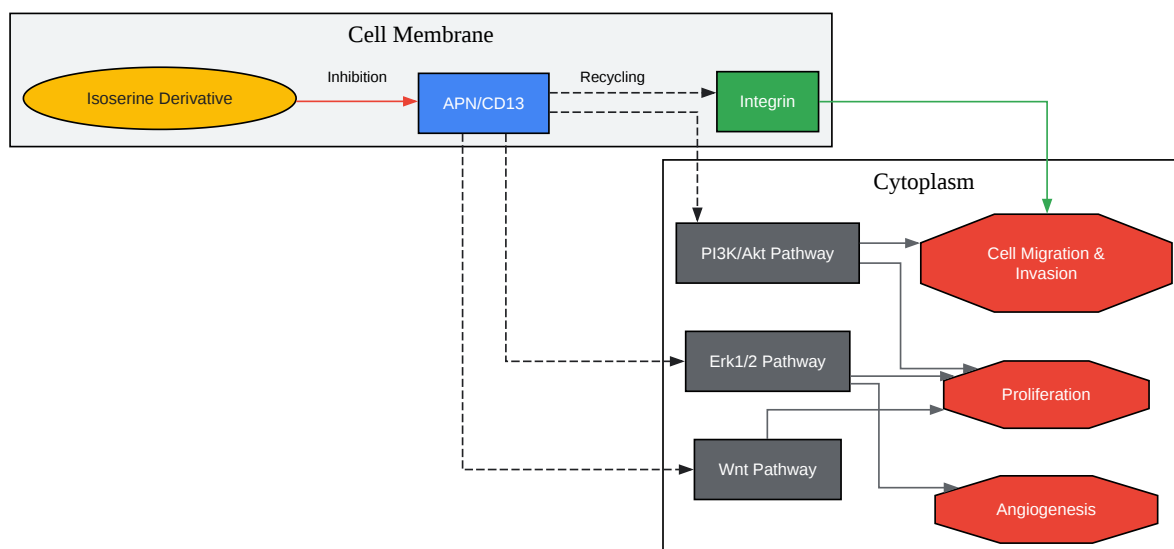 Cell Membrane
Isoserine Derivative
Inhibition
APN/CD13
Recycling
Integrin
Cytoplasm
PI3K/Akt Pathway
Cell Migration &
Invasion
Erk1/2 Pathway
Proliferation
Wnt Pathway
Angiogenesis